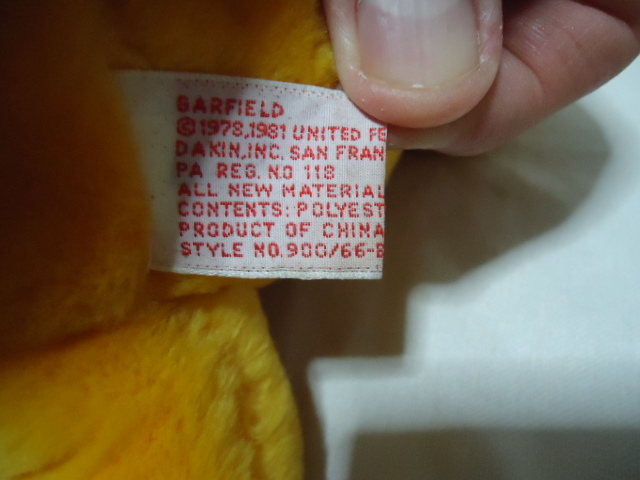 GARFIELD
© 1978,1981 UNITED FE
DAKIN,INC. SAN FRAN
PA REG. NO 118
ALL NEW MATERIAL
CONTENTS: POLYEST
PRODUCT OF CHINA
STYLE NO.900/66-